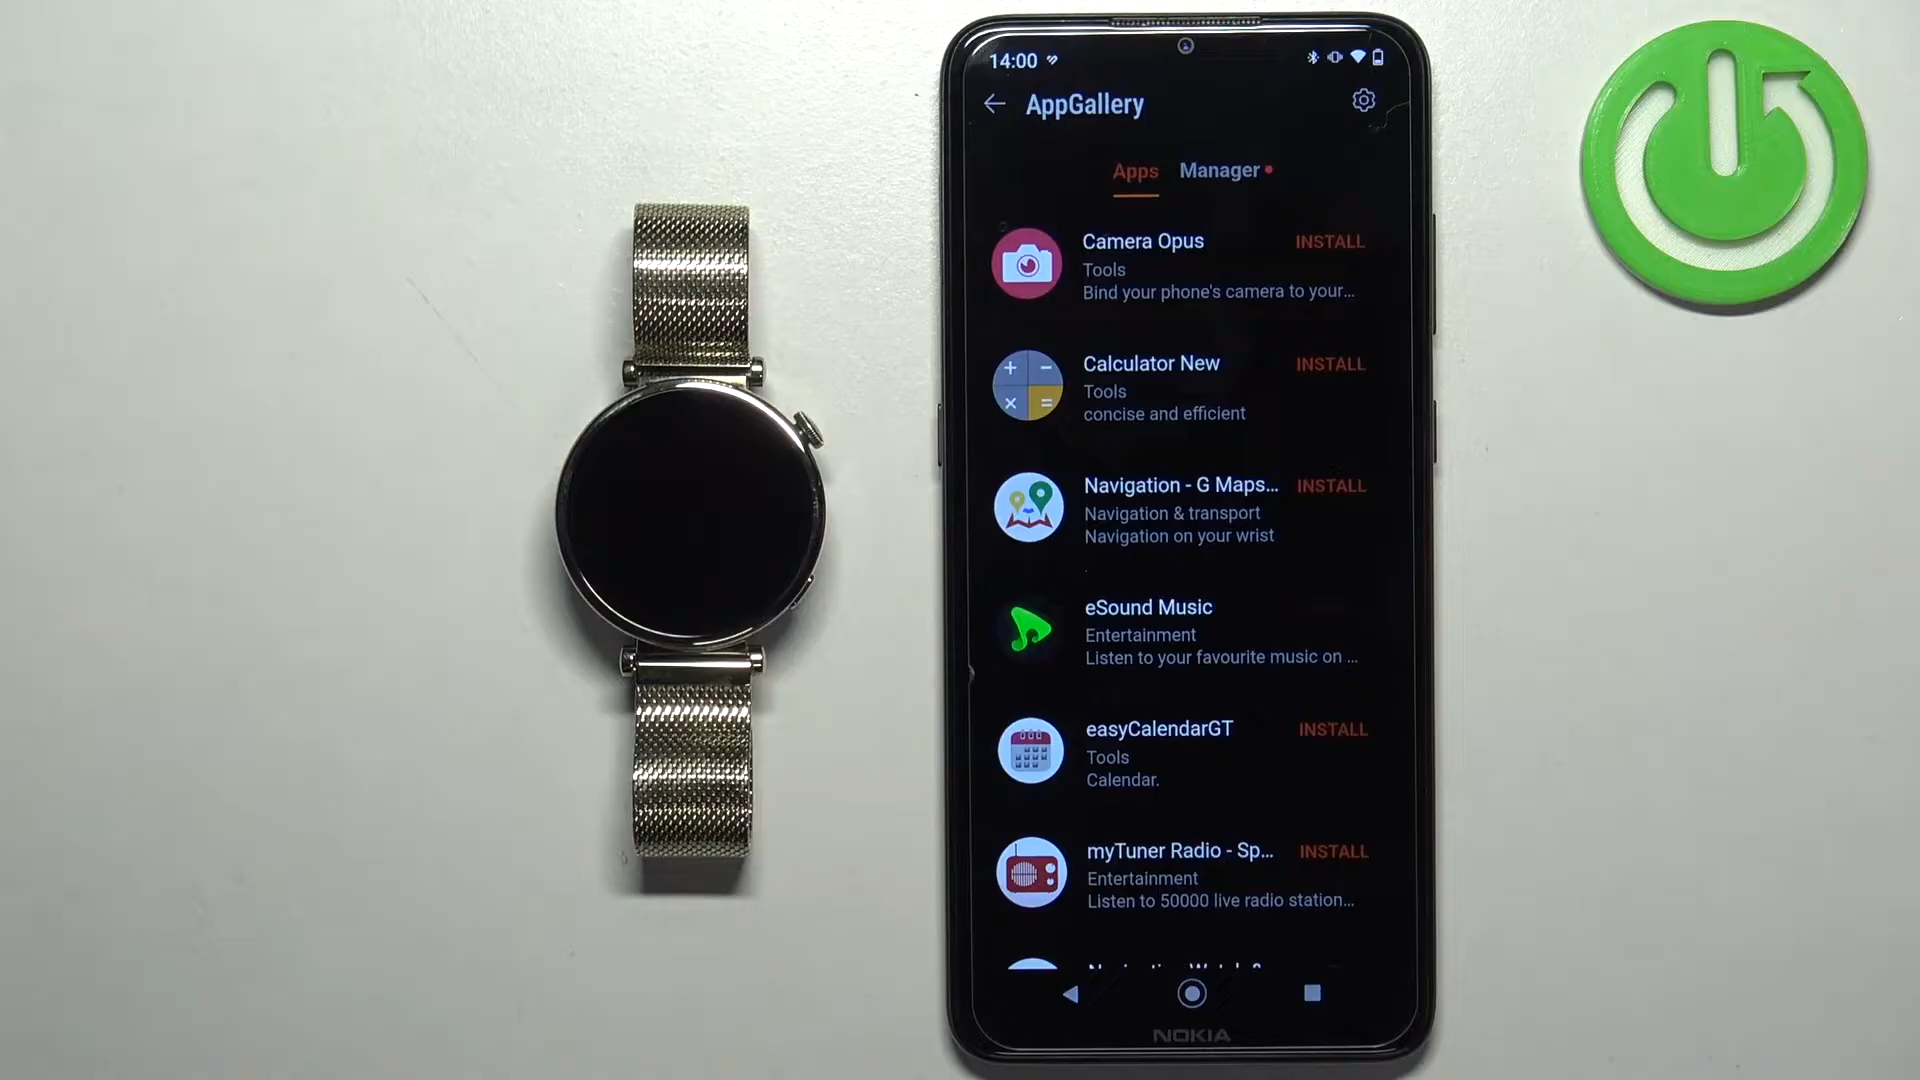 14:00
AppGallery
Apps Manager
Camera Opus INSTALL
Tools
Bind your phone's camera to your...
Calculator New INSTALL
Tools
concise and efficient
Navigation - G Maps... INSTALL
Navigation & transport
Navigation on your wrist
eSound Music
Entertainment
Listen to your favourite music on ...
easyCalendarGT INSTALL
Tools
Calendar.
myTuner Radio - Sp... INSTALL
Entertainment
Listen to 50000 live radio station...
NOKIA